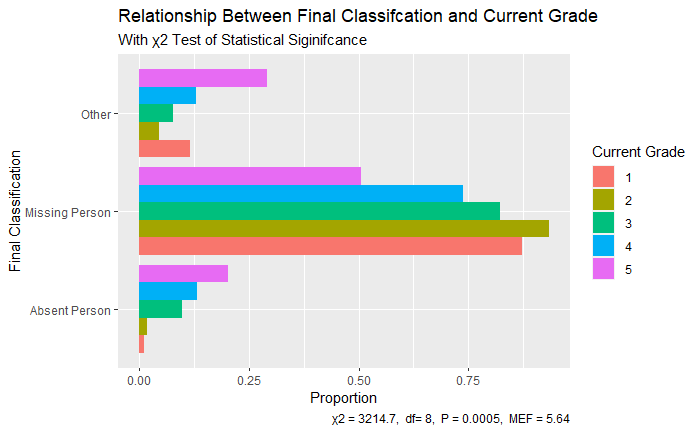 Relationship Between Final Classifcation and Current Grade
With χ2 Test of Statistical Siginifcance
Final Classification
Other
Missing Person
Absent Person
0.00
0.25
0.50
0.75
Proportion
Current Grade
1
2
3
4
5
χ2 = 3214.7, df= 8, P = 0.0005, MEF = 5.64